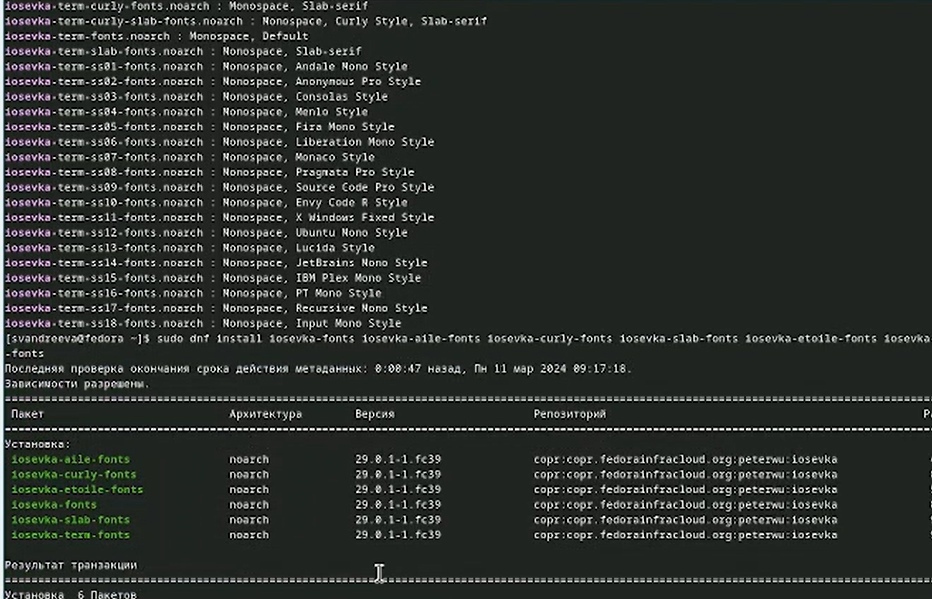 iosevka-term-curly-fonts.noarch : Monospace, Slab-serif
iosevka-term-curly-slab-fonts.noarch : Monospace, Curly Style, Slab-serif
iosevka-term-fonts.noarch : Monospace, Default
iosevka-term-slab-fonts.noarch : Monospace, Slab-serif
iosevka-term-ss01-fonts.noarch : Monospace, Andale Mono Style
iosevka-term-ss02-fonts.noarch : Monospace, Anonymous Pro Style
iosevka-term-ss03-fonts.noarch : Monospace, Consolas Style
iosevka-term-ss04-fonts.noarch : Monospace, Menlo Style
iosevka-term-ss05-fonts.noarch : Monospace, Fira Mono Style
iosevka-term-ss06-fonts.noarch : Monospace, Liberation Mono Style
iosevka-term-ss07-fonts.noarch : Monospace, Monaco Style
iosevka-term-ss08-fonts.noarch : Monospace, Pragmata Pro Style
iosevka-term-ss09-fonts.noarch : Monospace, Source Code Pro Style
iosevka-term-ss10-fonts.noarch : Monospace, Envy Code R Style
iosevka-term-ss11-fonts.noarch : Monospace, X Windows Fixed Style
iosevka-term-ss12-fonts.noarch : Monospace, Ubuntu Mono Style
iosevka-term-ss13-fonts.noarch : Monospace, Lucida Style
iosevka-term-ss14-fonts.noarch : Monospace, JetBrains Mono Style
iosevka-term-ss15-fonts.noarch : Monospace, IBM Plex Mono Style
iosevka-term-ss16-fonts.noarch : Monospace, PT Mono Style
iosevka-term-ss17-fonts.noarch : Monospace, Recursive Mono Style
iosevka-term-ss18-fonts.noarch : Monospace, Input Mono Style
[svandreeva@fedora ~]$ sudo dnf install iosevka-fonts iosevka-aile-fonts iosevka-curly-fonts iosevka-slab-fonts iosevka-etoile-fonts iosevka
-fonts
Последняя проверка окончания срока действия метаданных: 0:00:47 назад, Пн 11 мар 2024 09:17:18.
Зависимости разрешены.
Пакет Архитектура Версия Репозиторий Р
Установка:
iosevka-aile-fonts noarch 29.0.1-1.fc39 copr:copr.fedorainfracloud.org:peterwu:iosevka
iosevka-curly-fonts noarch 29.0.1-1.fc39 copr:copr.fedorainfracloud.org:peterwu:iosevka
iosevka-etoile-fonts noarch 29.0.1-1.fc39 copr:copr.fedorainfracloud.org:peterwu:iosevka
iosevka-fonts noarch 29.0.1-1.fc39 copr:copr.fedorainfracloud.org:peterwu:iosevka
iosevka-slab-fonts noarch 29.0.1-1.fc39 copr:copr.fedorainfracloud.org:peterwu:iosevka
iosevka-term-fonts noarch 29.0.1-1.fc39 copr:copr.fedorainfracloud.org:peterwu:iosevka
Результат транзакции
Установка 6 Пакетов